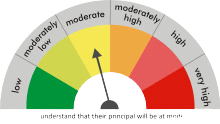 low
moderately
low
moderate
moderately
high
high
very high
understand that their principal will be at